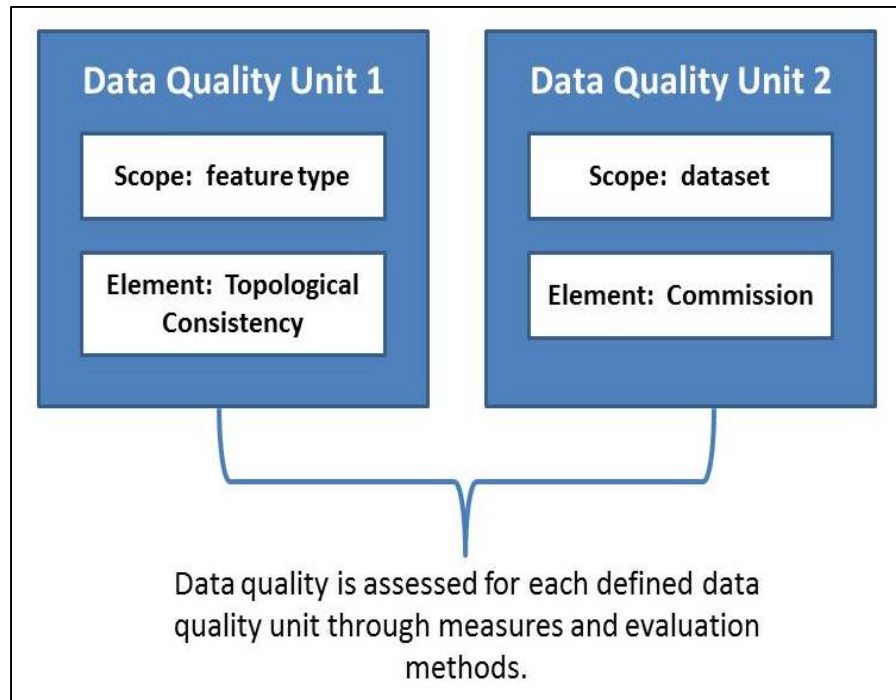 Data Quality Unit 1
Scope: feature type
Element: Topological
Consistency
Data Quality Unit 2
Scope: dataset
Element: Commission
Data quality is assessed for each defined data
quality unit through measures and evaluation
methods.